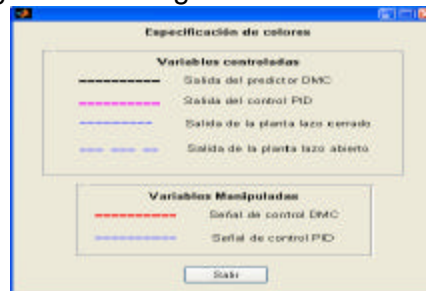 Especificación de colores
Variables controladas
Salida del predictor DMC
Salida del control PID
Salida de la planta lazo cerrado
Salida de la planta lazo abierto
Variables Manipuladas
Señal de control DMC
Señal de control PID
Salir